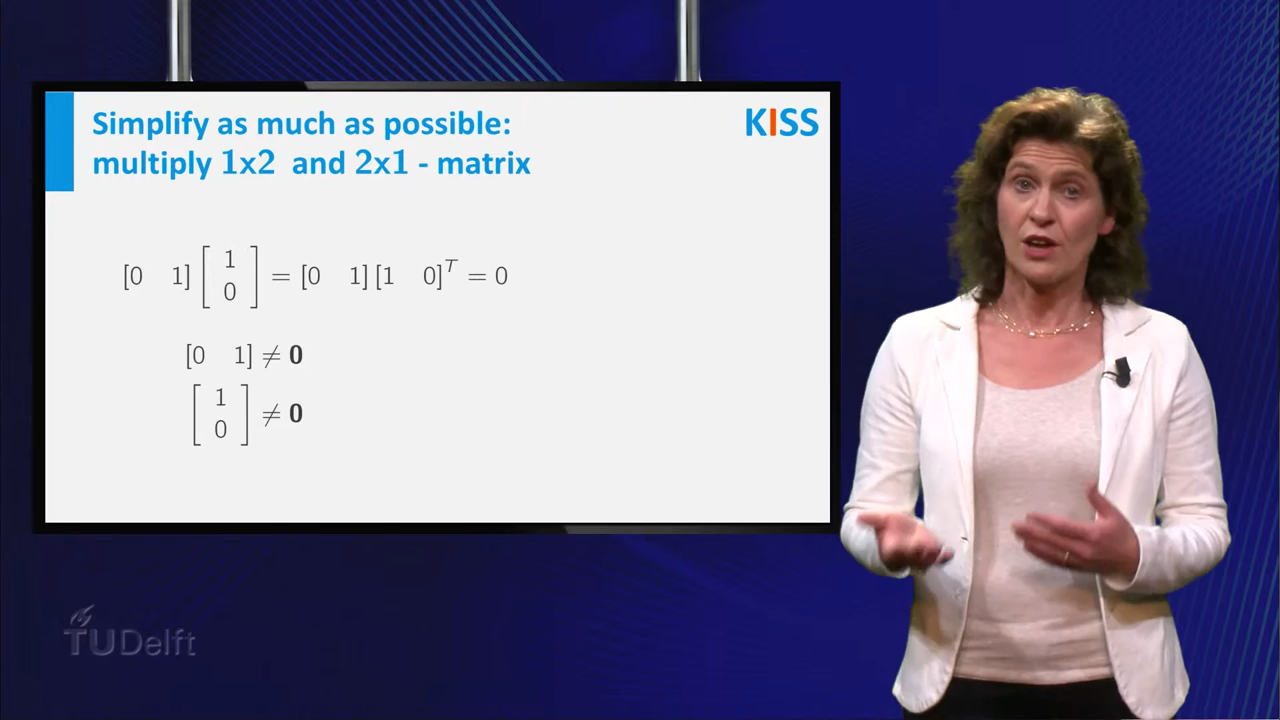 Simplify as much as possible:
multiply 1x2 and 2x1 - matrix
KISS
[0 1] [ 1 0 ] = [0 1] [1 0]^T = 0
[0 1] ≠ 0
[ 1 0 ] ≠ 0
TUDelft